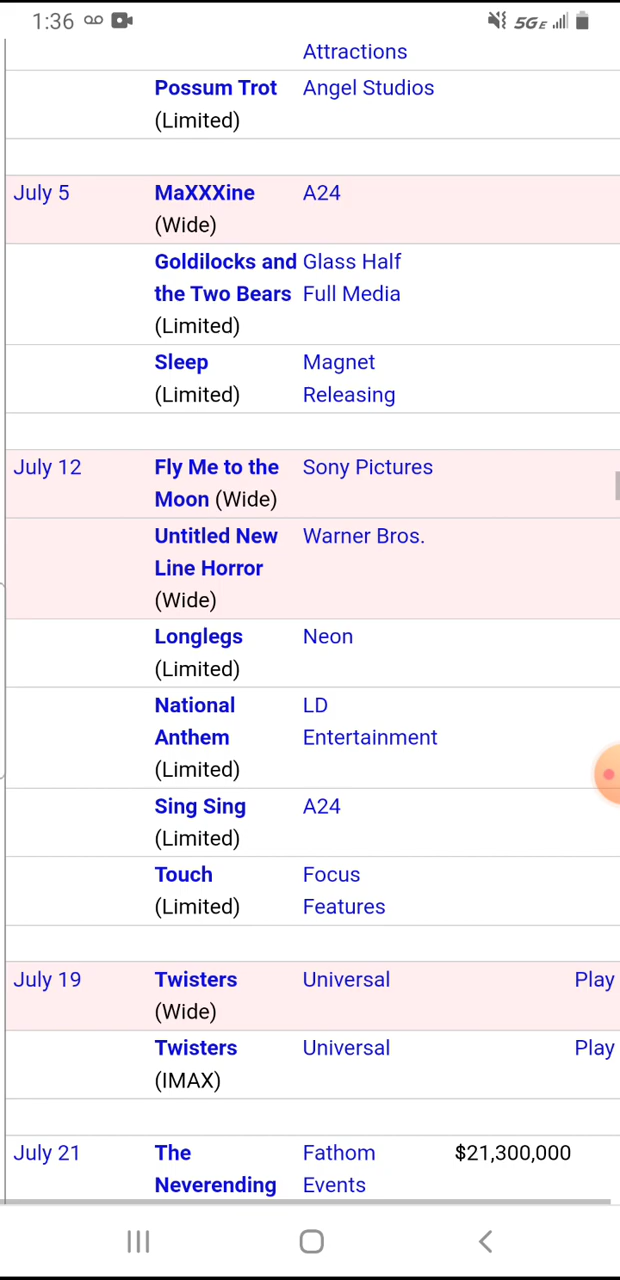 1:36 5GE
Attractions
Possum Trot Angel Studios
(Limited)
July 5 MaXXXine A24
(Wide)
Goldilocks and Glass Half
the Two Bears Full Media
(Limited)
Sleep Magnet
(Limited) Releasing
July 12 Fly Me to the Sony Pictures
Moon (Wide)
Untitled New Warner Bros.
Line Horror
(Wide)
Longlegs Neon
(Limited)
National LD
Anthem Entertainment
(Limited)
Sing Sing A24
(Limited)
Touch Focus
(Limited) Features
July 19 Twisters Universal Play
(Wide)
Twisters Universal Play
(IMAX)
July 21 The Fathom $21,300,000
Neverending Events